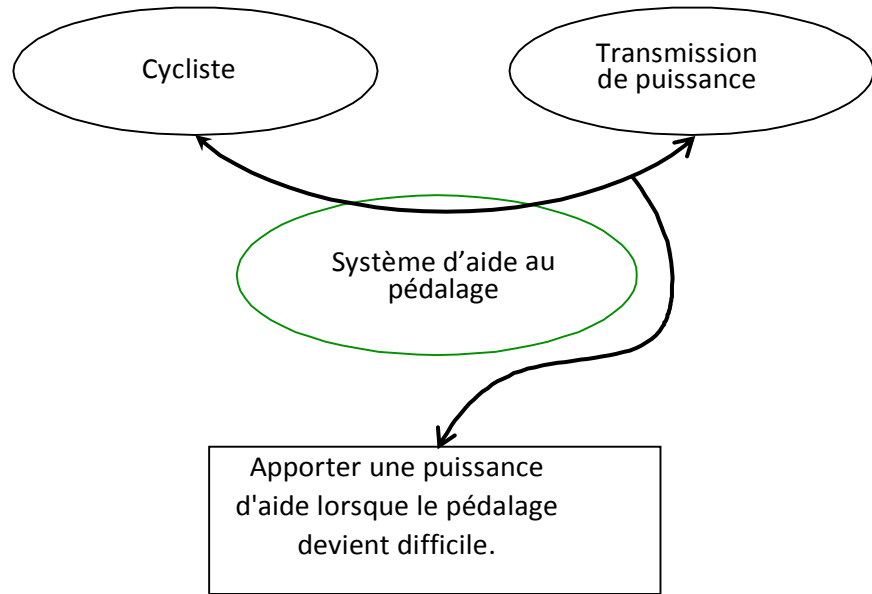 Cycliste
Transmission
de puissance
Système d’aide au
pédalage
Apporter une puissance
d'aide lorsque le pédalage
devient difficile.